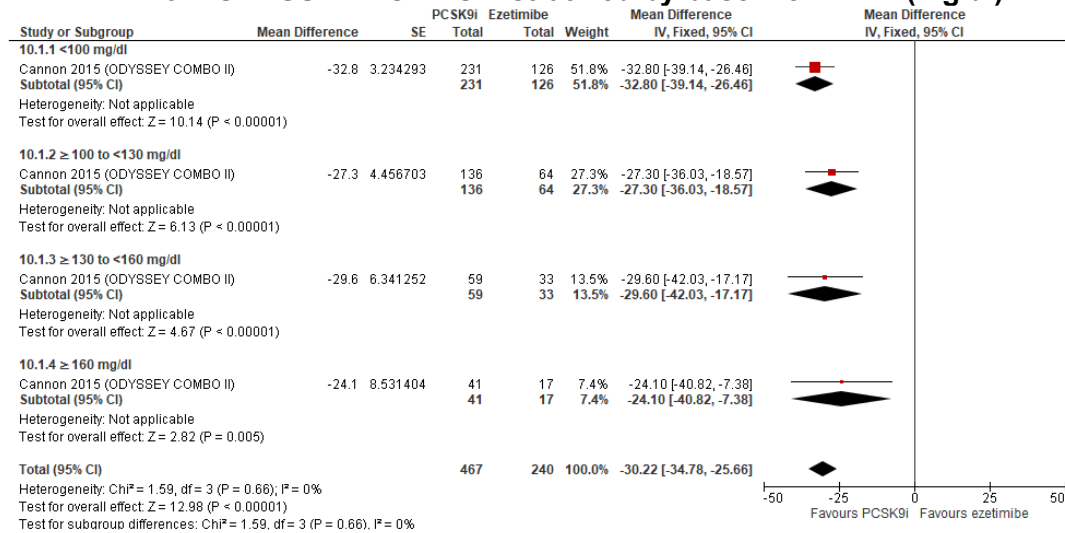 PCSK9i Ezetimibe Mean Difference Mean Difference
Study or Subgroup Mean Difference SE Total Total Weight IV, Fixed, 95% CI IV, Fixed, 95% CI
10.1.1 <100 mg/dl
Cannon 2015 (ODYSSEY COMBO II) -32.8 3.234293 231 126 51.8% -32.80 [-39.14, -26.46]
Subtotal (95% CI) 231 126 51.8% -32.80 [-39.14, -26.46]
Heterogeneity: Not applicable
Test for overall effect: Z = 10.14 (P < 0.00001)
10.1.2 ≥ 100 to <130 mg/dl
Cannon 2015 (ODYSSEY COMBO II) -27.3 4.456703 136 64 27.3% -27.30 [-36.03, -18.57]
Subtotal (95% CI) 136 64 27.3% -27.30 [-36.03, -18.57]
Heterogeneity: Not applicable
Test for overall effect: Z = 6.13 (P < 0.00001)
10.1.3 ≥ 130 to <160 mg/dl
Cannon 2015 (ODYSSEY COMBO II) -29.6 6.341252 59 33 13.5% -29.60 [-42.03, -17.17]
Subtotal (95% CI) 59 33 13.5% -29.60 [-42.03, -17.17]
Heterogeneity: Not applicable
Test for overall effect: Z = 4.67 (P < 0.00001)
10.1.4 ≥ 160 mg/dl
Cannon 2015 (ODYSSEY COMBO II) -24.1 8.531404 41 17 7.4% -24.10 [-40.82, -7.38]
Subtotal (95% CI) 41 17 7.4% -24.10 [-40.82, -7.38]
Heterogeneity: Not applicable
Test for overall effect: Z = 2.82 (P = 0.005)
Total (95% CI) 467 240 100.0% -30.22 [-34.78, -25.66]
Heterogeneity: Chi² = 1.59, df = 3 (P = 0.66); I² = 0%
Test for overall effect: Z = 12.98 (P < 0.00001)
Test for subgroup differences: Chi² = 1.59, df = 3 (P = 0.66), I² = 0%
-50 -25 0 25 50
Favours PCSK9i Favours ezetimibe